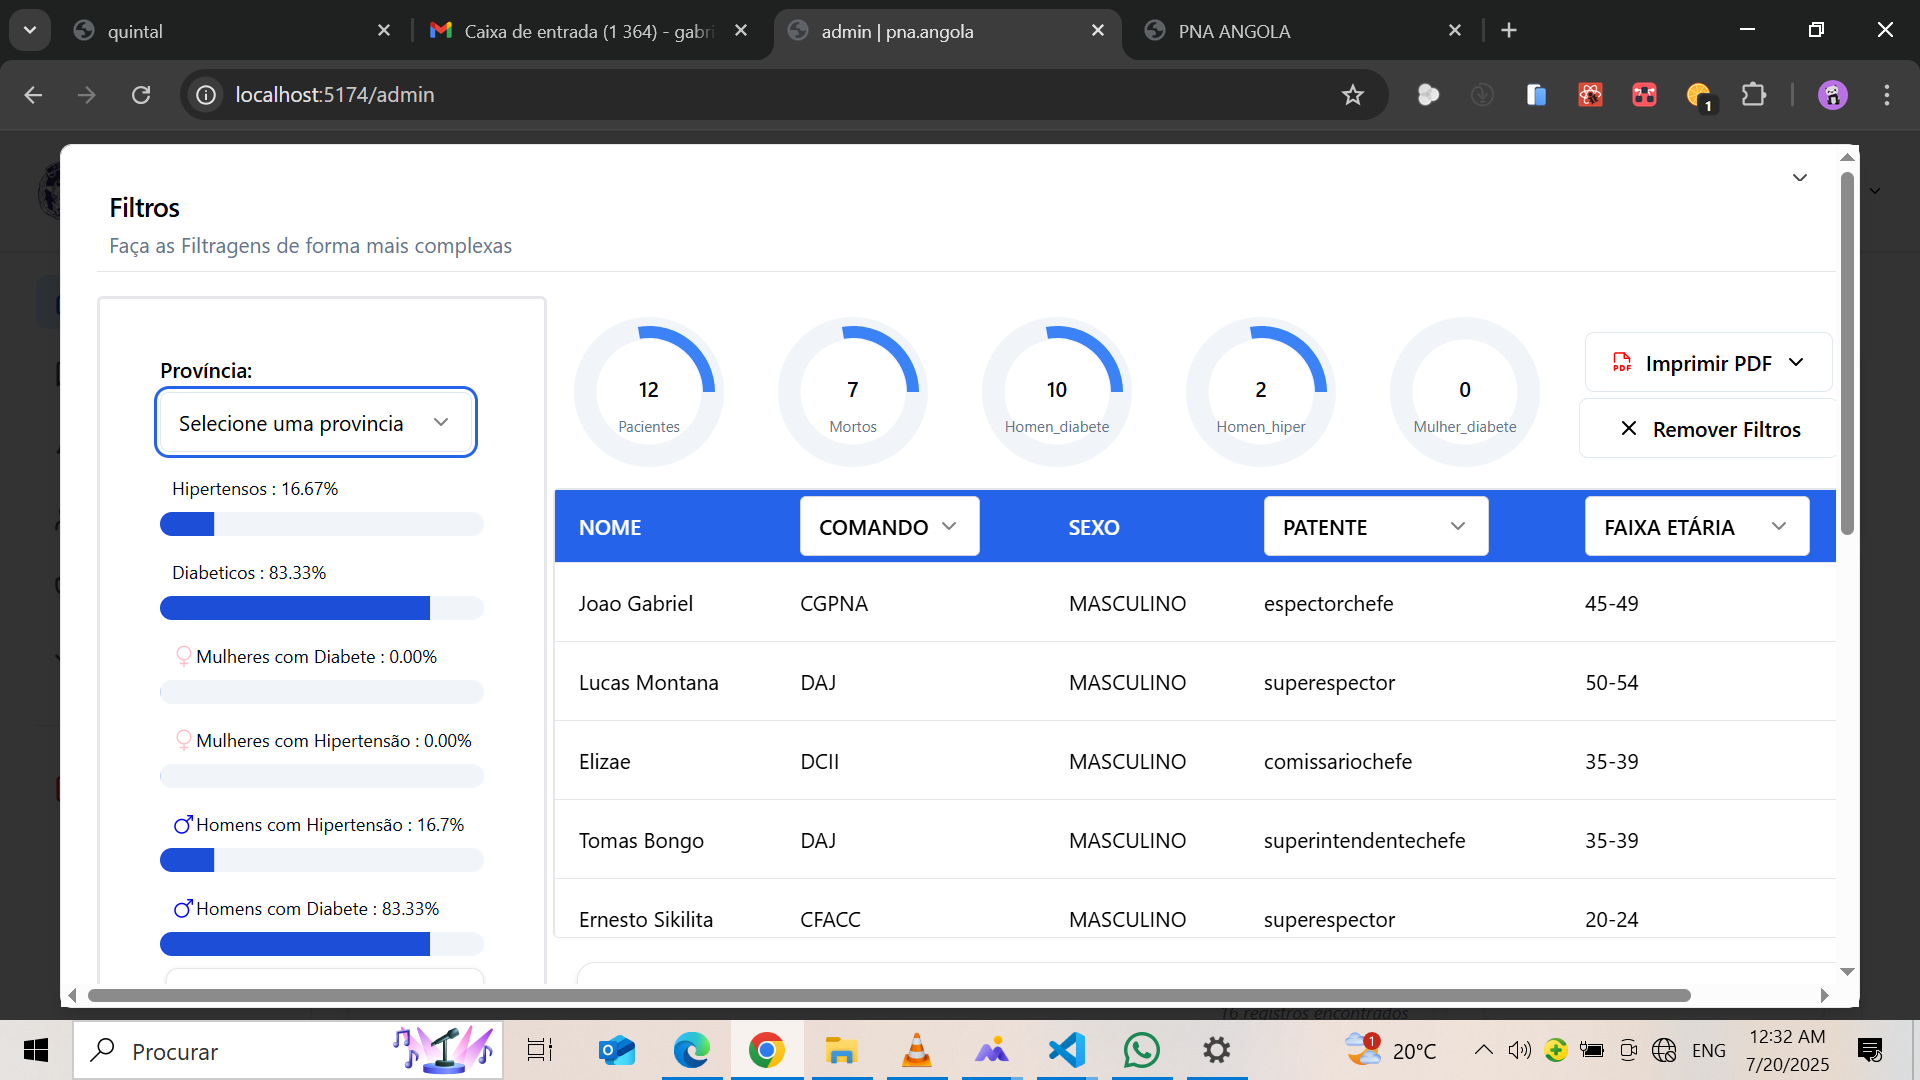 quintal
Caixa de entrada (1 364) - gabri
admin | pna.angola
PNA ANGOLA
localhost:5174/admin
1
Filtros
Faça as Filtragens de forma mais complexas
Província:
Selecione uma provincia
Hipertensos : 16.67%
Diabeticos : 83.33%
Mulheres com Diabete : 0.00%
Mulheres com Hipertensão : 0.00%
Homens com Hipertensão : 16.7%
Homens com Diabete : 83.33%
12
Pacientes
7
Mortos
10
Homen_diabete
2
Homen_hiper
0
Mulher_diabete
PDF
Imprimir PDF
Remover Filtros
NOME COMANDO SEXO PATENTE FAIXA ETÁRIA
Joao Gabriel CGPNA MASCULINO espectorchefe 45-49
Lucas Montana DAJ MASCULINO superespector 50-54
Elizae DCII MASCULINO comissariochefe 35-39
Tomas Bongo DAJ MASCULINO superintendentechefe 35-39
Ernesto Sikilita CFACC MASCULINO superespector 20-24
16 registros encontrados
Procurar
1
20°C
ENG
12:32 AM
7/20/2025